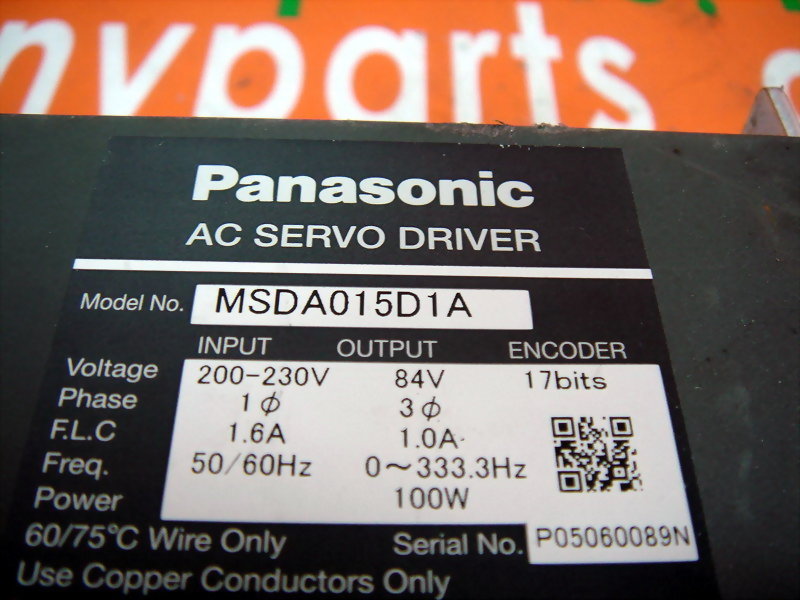 nyparts.c
Panasonic
AC SERVO DRIVER
Model No. MSDA015D1A
INPUT OUTPUT ENCODER
Voltage 200-230V 84V 17bits
Phase 1ϕ 3ϕ
F.L.C 1.6A 1.0A
Freq. 50/60Hz 0～333.3Hz
Power 100W
60/75°C Wire Only Serial No. P05060089N
Use Copper Conductors Only